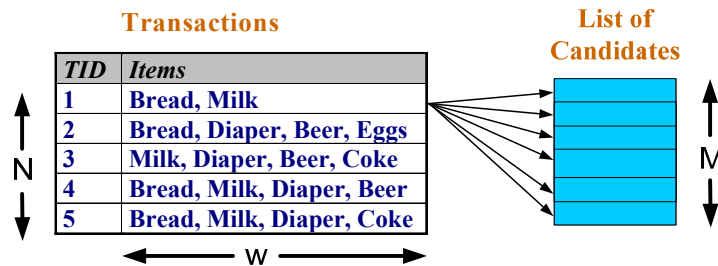 Transactions
List of
Candidates
TID Items
1 Bread, Milk
2 Bread, Diaper, Beer, Eggs
3 Milk, Diaper, Beer, Coke
4 Bread, Milk, Diaper, Beer
5 Bread, Milk, Diaper, Coke
N
M
w